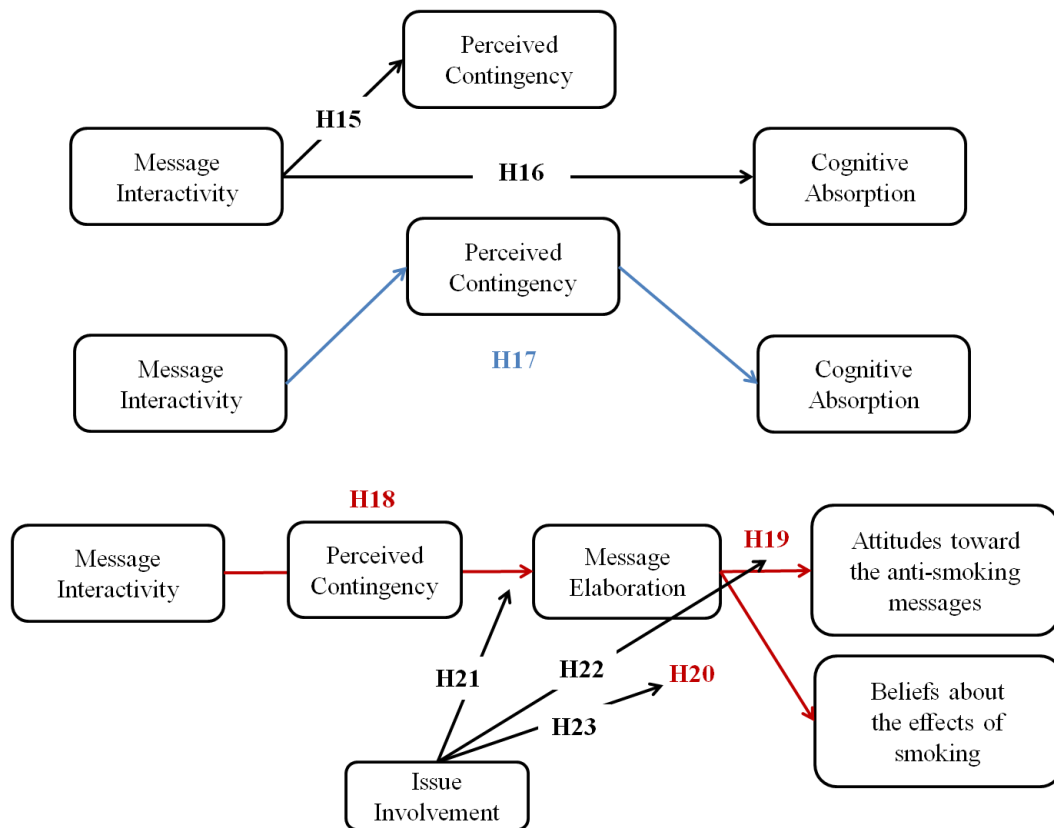 Perceived
Contingency
H15
Message
Interactivity
H16
Cognitive
Absorption
Perceived
Contingency
H17
Message
Interactivity
Cognitive
Absorption
H18
Message
Interactivity
Perceived
Contingency
Message
Elaboration
H19
Attitudes toward
the anti-smoking
messages
H21
H22
H20
H23
Beliefs about
the effects of
smoking
Issue
Involvement